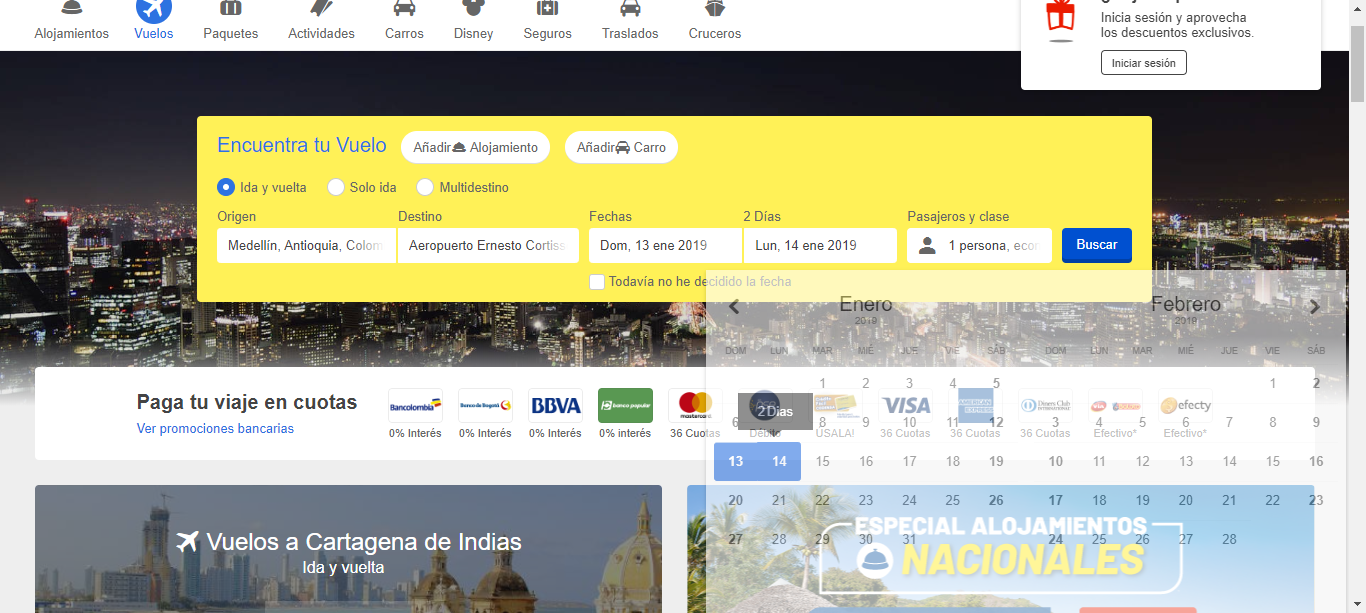 Inicia sesión y aprovecha
los descuentos exclusivos.
Iniciar sesión
Alojamientos Vuelos Paquetes Actividades Carros Disney Seguros Traslados Cruceros
Encuentra tu Vuelo Añadir Alojamiento Añadir Carro
Ida y vuelta Solo ida Multidestino
Origen Destino Fechas 2 Días Pasajeros y clase
Medellín, Antioquia, Colom Aeropuerto Ernesto Cortiss Dom, 13 ene 2019 Lun, 14 ene 2019 1 persona, econ Buscar
Todavía no he decidido la fecha
Enero Febrero
2019 2019
DOM LUN MAR MIÉ JUE VIE SÁB DOM LUN MAR MIÉ JUE VIE SÁB
1 2 3 4 5 1 2
6 8 9 10 11 12 3 4 5 6 7 8 9
13 14 15 16 17 18 19 10 11 12 13 14 15 16
20 21 22 23 24 25 26 17 18 19 20 21 22 23
27 28 29 30 31 24 25 26 27 28
2 Días
Paga tu viaje en cuotas
Ver promociones bancarias
Bancolombia Banco de Bogotá BBVA banco popular mastercard VISA AMERICAN EXPRESS Diners Club INTERNATIONAL efecty
0% Interés 0% Interés 0% Interés 0% interés 36 Cuotas Débito ÚSALA! 36 Cuotas 36 Cuotas 36 Cuotas Efectivo* Efectivo*
Vuelos a Cartagena de Indias
Ida y vuelta
ESPECIAL ALOJAMIENTOS
NACIONALES